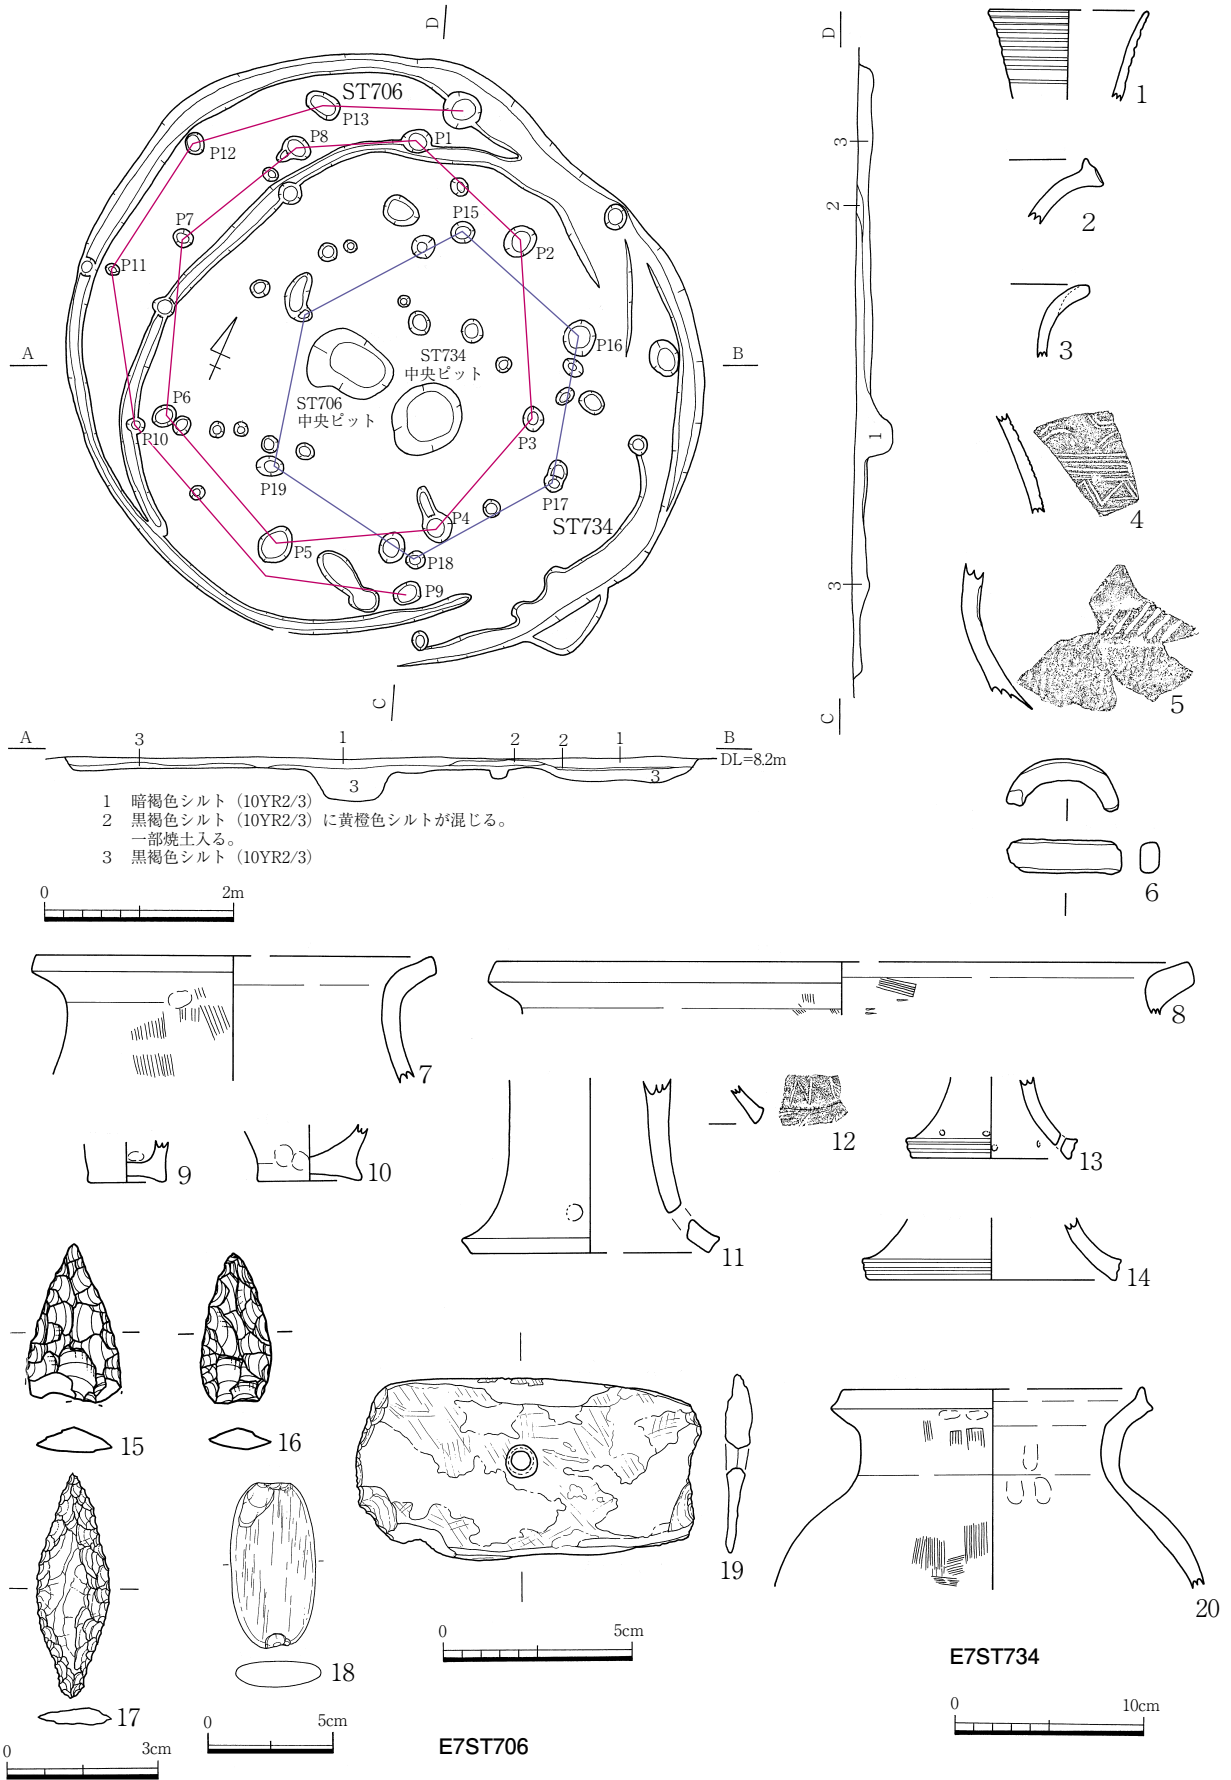 D
ST706
P13
P8
P1
P12
P15
P7
P2
P11
P16
A
B
ST734
中央ピット
ST706
中央ピット
P6
P3
P10
P19
P17
P4
ST734
P5
P18
P9
C
D
3
2
1
3
C
1
2
3
4
5
6
A
3
1
2
2
1
B
DL=8.2m
3
3
1 暗褐色シルト（10YR2/3）
2 黒褐色シルト（10YR2/3）に黄橙色シルトが混じる。
一部焼土入る。
3 黒褐色シルト（10YR2/3）
0 2m
7
8
9
10
11
12
13
14
15
16
17
18
19
20
0 3cm
0 5cm
0 5cm
E7ST706
E7ST734
0 10cm